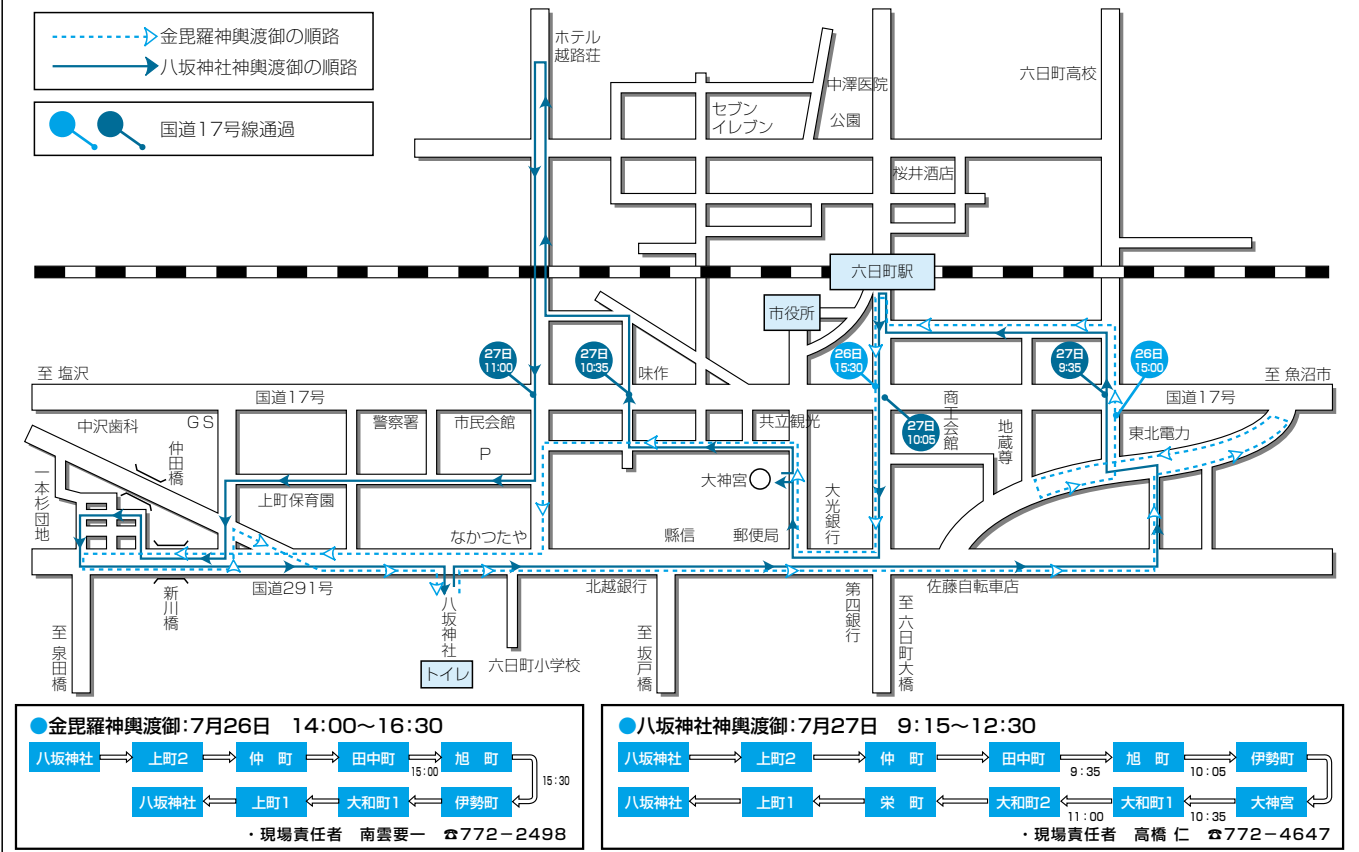 金毘羅神輿渡御の順路
八坂神社神輿渡御の順路
国道17号線通過
ホテル
越路荘
中澤医院
六日町高校
セブン
イレブン
公園
桜井酒店
六日町駅
市役所
27日
11:00
27日
10:35
26日
15:30
27日
9:35
26日
15:00
27日
10:05
至 塩沢
味作
至 魚沼市
国道17号
国道17号
中沢歯科
GS
仲田橋
警察署
市民会館
P
共立観光
商工会館
地蔵尊
東北電力
一本杉団地
上町保育園
大神宮
大光銀行
なかつたや
縣信
郵便局
新川橋
国道291号
八坂神社
北越銀行
第四銀行
佐藤自転車店
至 泉田橋
トイレ
六日町小学校
至 坂戸橋
至 六日町大橋
●金毘羅神輿渡御:7月26日 14:00〜16:30
八坂神社 上町2 仲 町 田中町 15:00 旭 町
15:30
八坂神社 上町1 大和町1 伊勢町
・現場責任者 南雲要一 ☎772−2498
●八坂神社神輿渡御:7月27日 9:15〜12:30
八坂神社 上町2 仲 町 田中町 9:35 旭 町 10:05 伊勢町
八坂神社 上町1 栄 町 大和町2 11:00 大和町1 10:35 大神宮
・現場責任者 高橋 仁 ☎772−4647